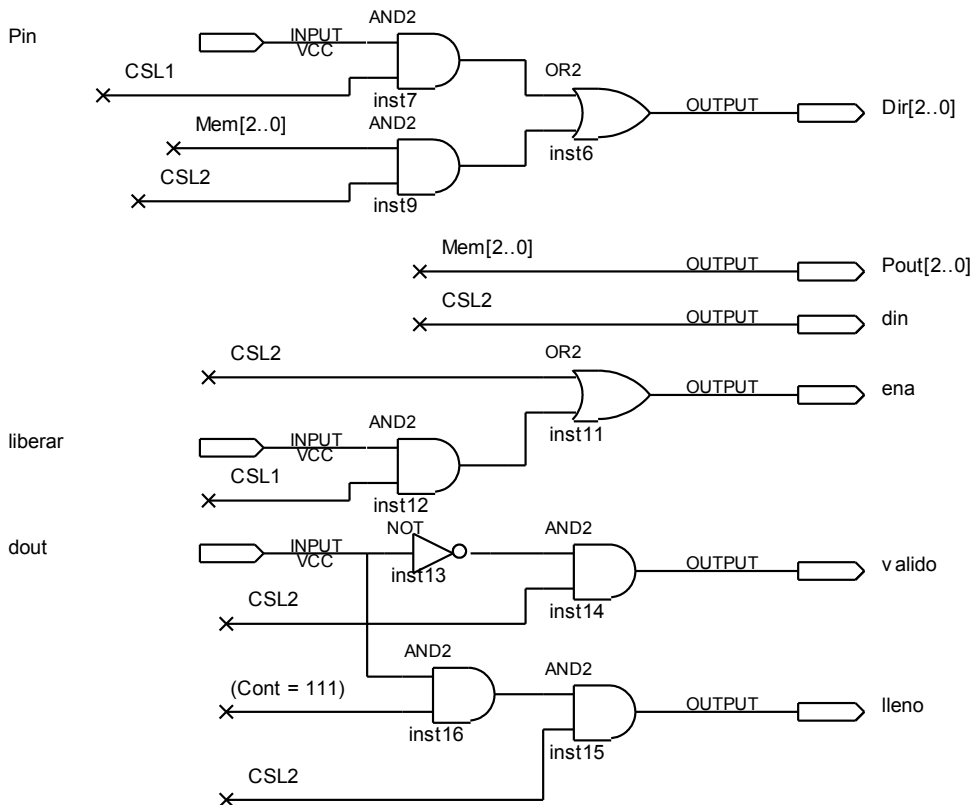 AND2
Pin
INPUT
VCC
CSL1
OR2
inst7
OUTPUT
Dir[2..0]
Mem[2..0]
AND2
inst6
CSL2
inst9
Mem[2..0]
OUTPUT
Pout[2..0]
CSL2
OUTPUT
din
CSL2
OR2
OUTPUT
ena
AND2
inst11
liberar
INPUT
VCC
CSL1
inst12
NOT
AND2
dout
INPUT
VCC
inst13
OUTPUT
valido
CSL2
inst14
AND2
AND2
(Cont = 111)
OUTPUT
lleno
inst16
inst15
CSL2